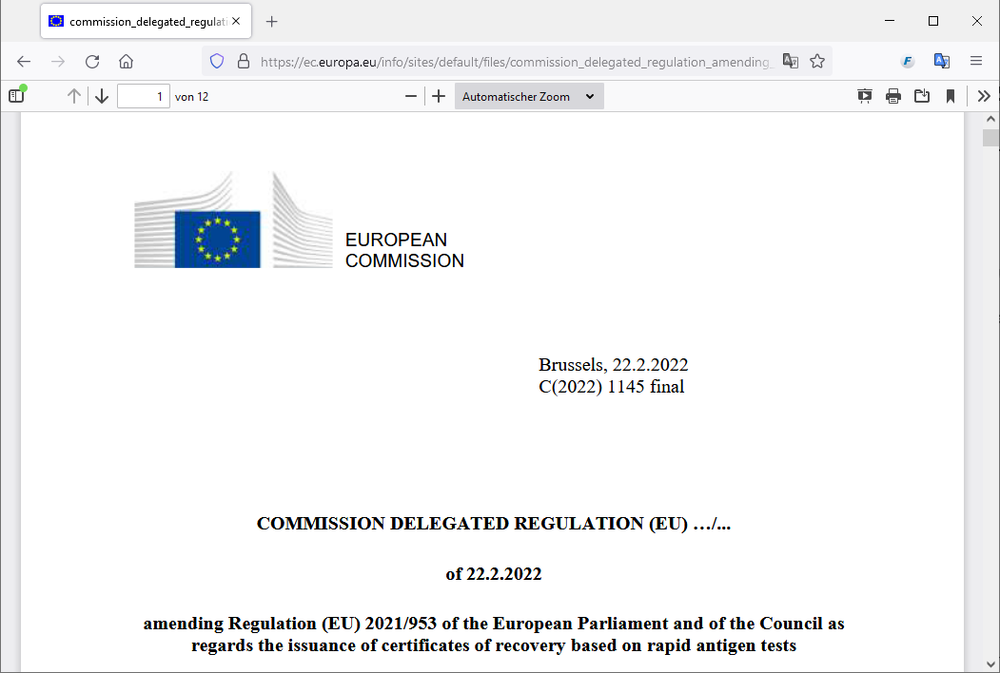 commission_delegated_regulati
https://ec.europa.eu/info/sites/default/files/commission_delegated_regulation_amending_
1 von 12
Automatischer Zoom
EUROPEAN
COMMISSION
Brussels, 22.2.2022
C(2022) 1145 final
COMMISSION DELEGATED REGULATION (EU) …/...
of 22.2.2022
amending Regulation (EU) 2021/953 of the European Parliament and of the Council as
regards the issuance of certificates of recovery based on rapid antigen tests